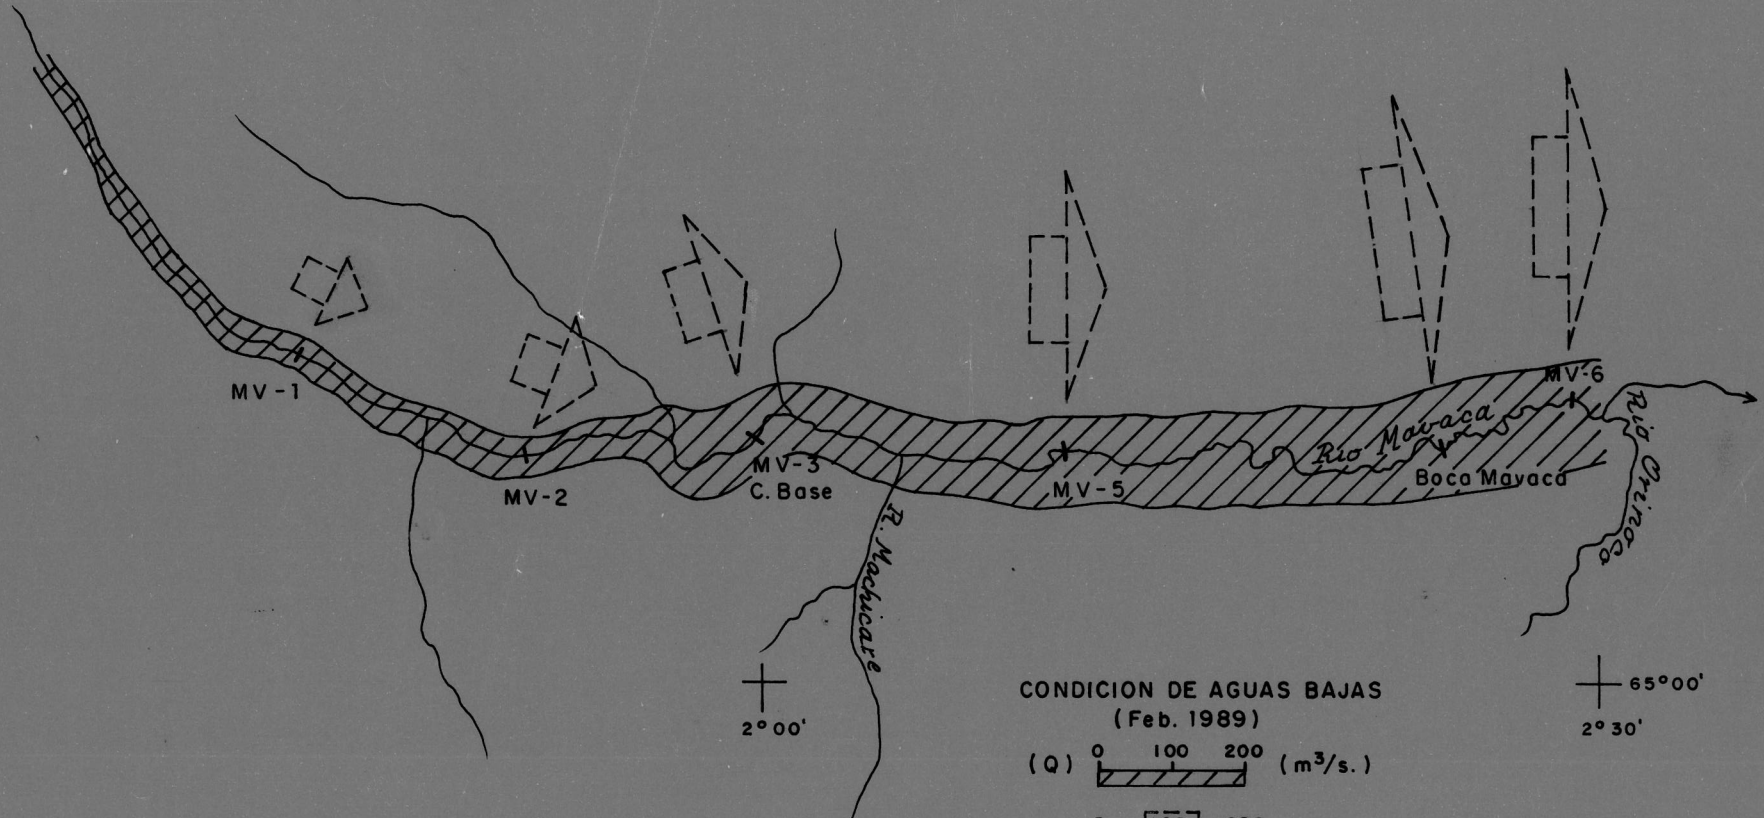 MV-1
MV-2
MV-3
C. Base
MV-5
Rio Mavaca
MV-6
Boca Mavaca
Rio Orinoco
R. Machicare
2°00'
65°00'
2°30'
CONDICION DE AGUAS BAJAS
(Feb. 1989)
(Q) 0 100 200 (m³/s.)